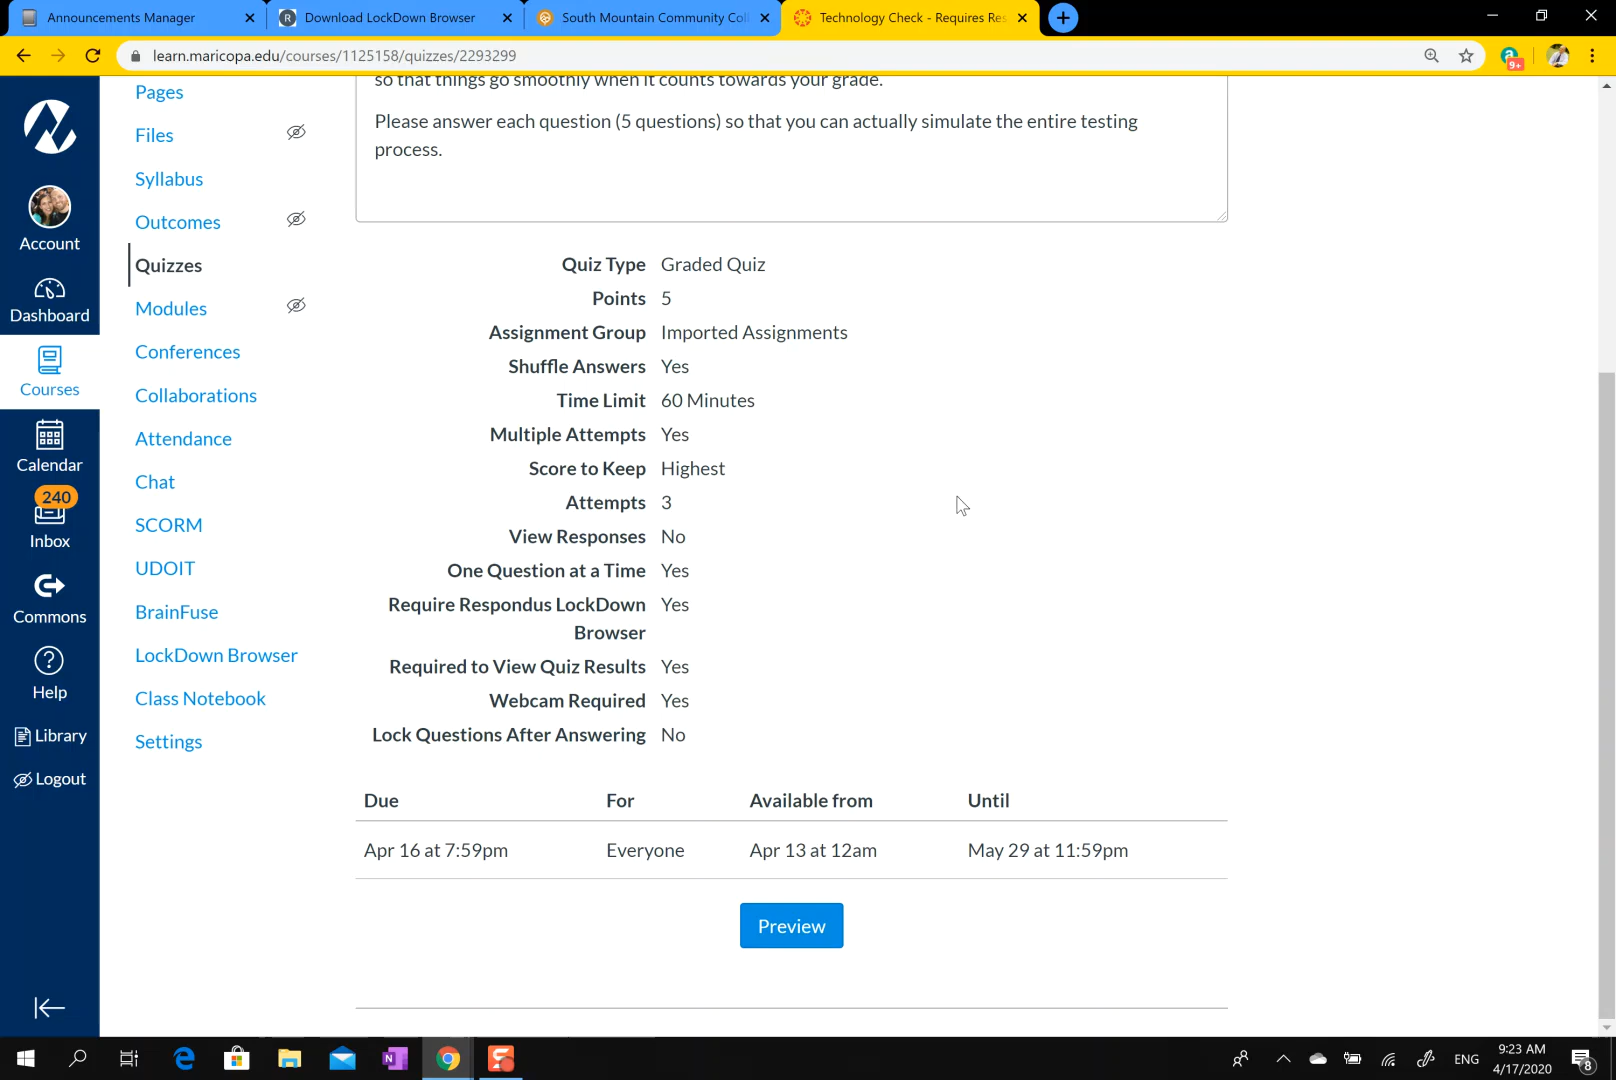 Announcements Manager
Download LockDown Browser
South Mountain Community Col
Technology Check - Requires Res
learn.maricopa.edu/courses/1125158/quizzes/2293299
9+
Account
Dashboard
Courses
Calendar
240
Inbox
Commons
Help
Library
Logout
Pages
Files
Syllabus
Outcomes
Quizzes
Modules
Conferences
Collaborations
Attendance
Chat
SCORM
UDOIT
BrainFuse
LockDown Browser
Class Notebook
Settings
so that things go smoothly when it counts towards your grade.
Please answer each question (5 questions) so that you can actually simulate the entire testing
process.
Quiz Type Graded Quiz
Points 5
Assignment Group Imported Assignments
Shuffle Answers Yes
Time Limit 60 Minutes
Multiple Attempts Yes
Score to Keep Highest
Attempts 3
View Responses No
One Question at a Time Yes
Require Respondus LockDown Yes
Browser
Required to View Quiz Results Yes
Webcam Required Yes
Lock Questions After Answering No
Due For Available from Until
Apr 16 at 7:59pm Everyone Apr 13 at 12am May 29 at 11:59pm
Preview
ENG
9:23 AM
4/17/2020
8